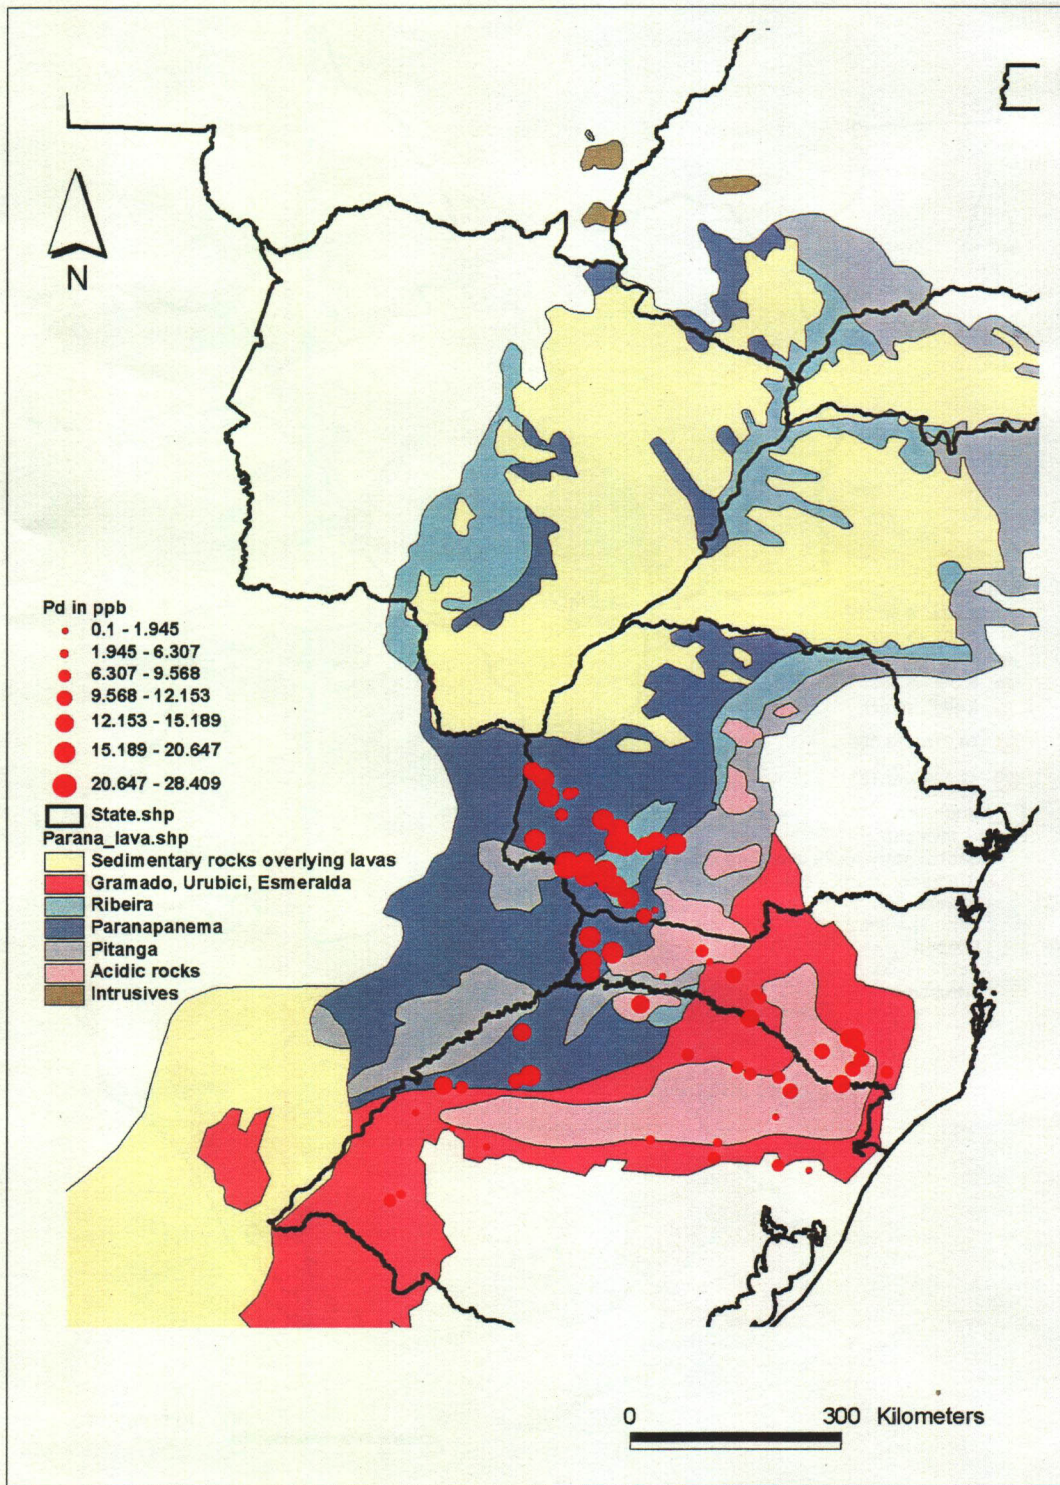 N
Pd in ppb
0.1 - 1.945
1.945 - 6.307
6.307 - 9.568
9.568 - 12.153
12.153 - 15.189
15.189 - 20.647
20.647 - 28.409
State.shp
Parana_lava.shp
Sedimentary rocks overlying lavas
Gramado, Urubici, Esmeralda
Ribeira
Paranapanema
Pitanga
Acidic rocks
Intrusives
0 300 Kilometers